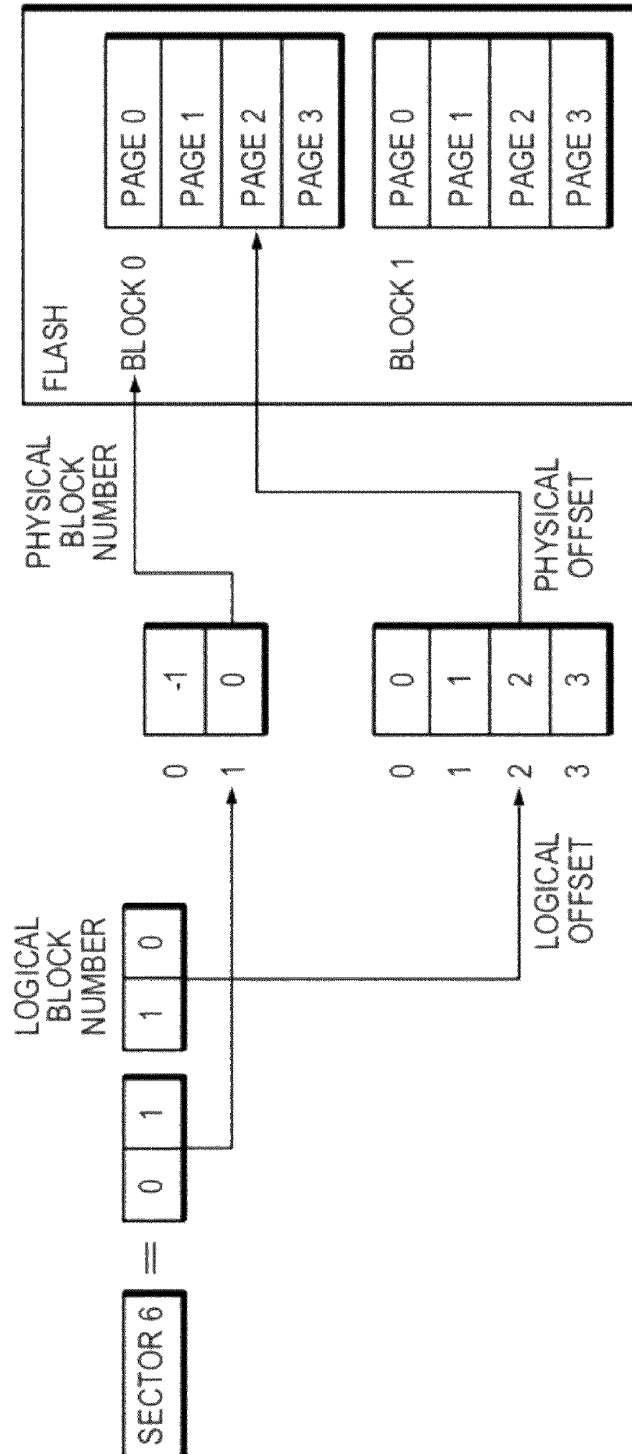 SECTOR 6
=
0 1
LOGICAL
BLOCK
NUMBER
1 0
0 -1
1 0
PHYSICAL
BLOCK
NUMBER
LOGICAL
OFFSET
0 0
1 1
2 2
3 3
PHYSICAL
OFFSET
FLASH
BLOCK 0
PAGE 0
PAGE 1
PAGE 2
PAGE 3
BLOCK 1
PAGE 0
PAGE 1
PAGE 2
PAGE 3